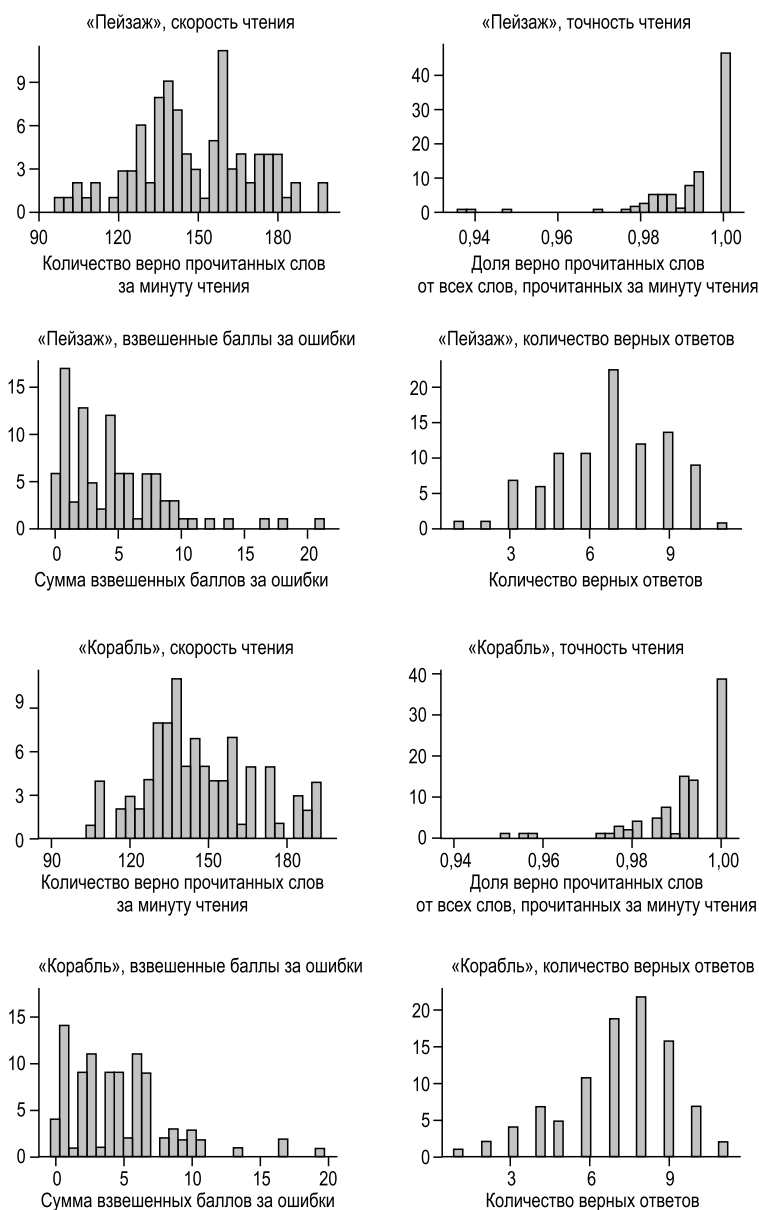 «Пейзаж», скорость чтения
9
6
3
0
90 120 150 180
Количество верно прочитанных слов
за минуту чтения
«Пейзаж», точность чтения
40
30
20
10
0
0,94 0,96 0,98 1,00
Доля верно прочитанных слов
от всех слов, прочитанных за минуту чтения
«Пейзаж», взвешенные баллы за ошибки
15
10
5
0
0 5 10 15 20
Сумма взвешенных баллов за ошибки
«Пейзаж», количество верных ответов
20
15
10
5
0
3 6 9
Количество верных ответов
«Корабль», скорость чтения
9
6
3
0
90 120 150 180
Количество верно прочитанных слов
за минуту чтения
«Корабль», точность чтения
40
30
20
10
0
0,94 0,96 0,98 1,00
Доля верно прочитанных слов
от всех слов, прочитанных за минуту чтения
«Корабль», взвешенные баллы за ошибки
15
10
5
0
0 5 10 15 20
Сумма взвешенных баллов за ошибки
«Корабль», количество верных ответов
20
15
10
5
0
3 6 9
Количество верных ответов